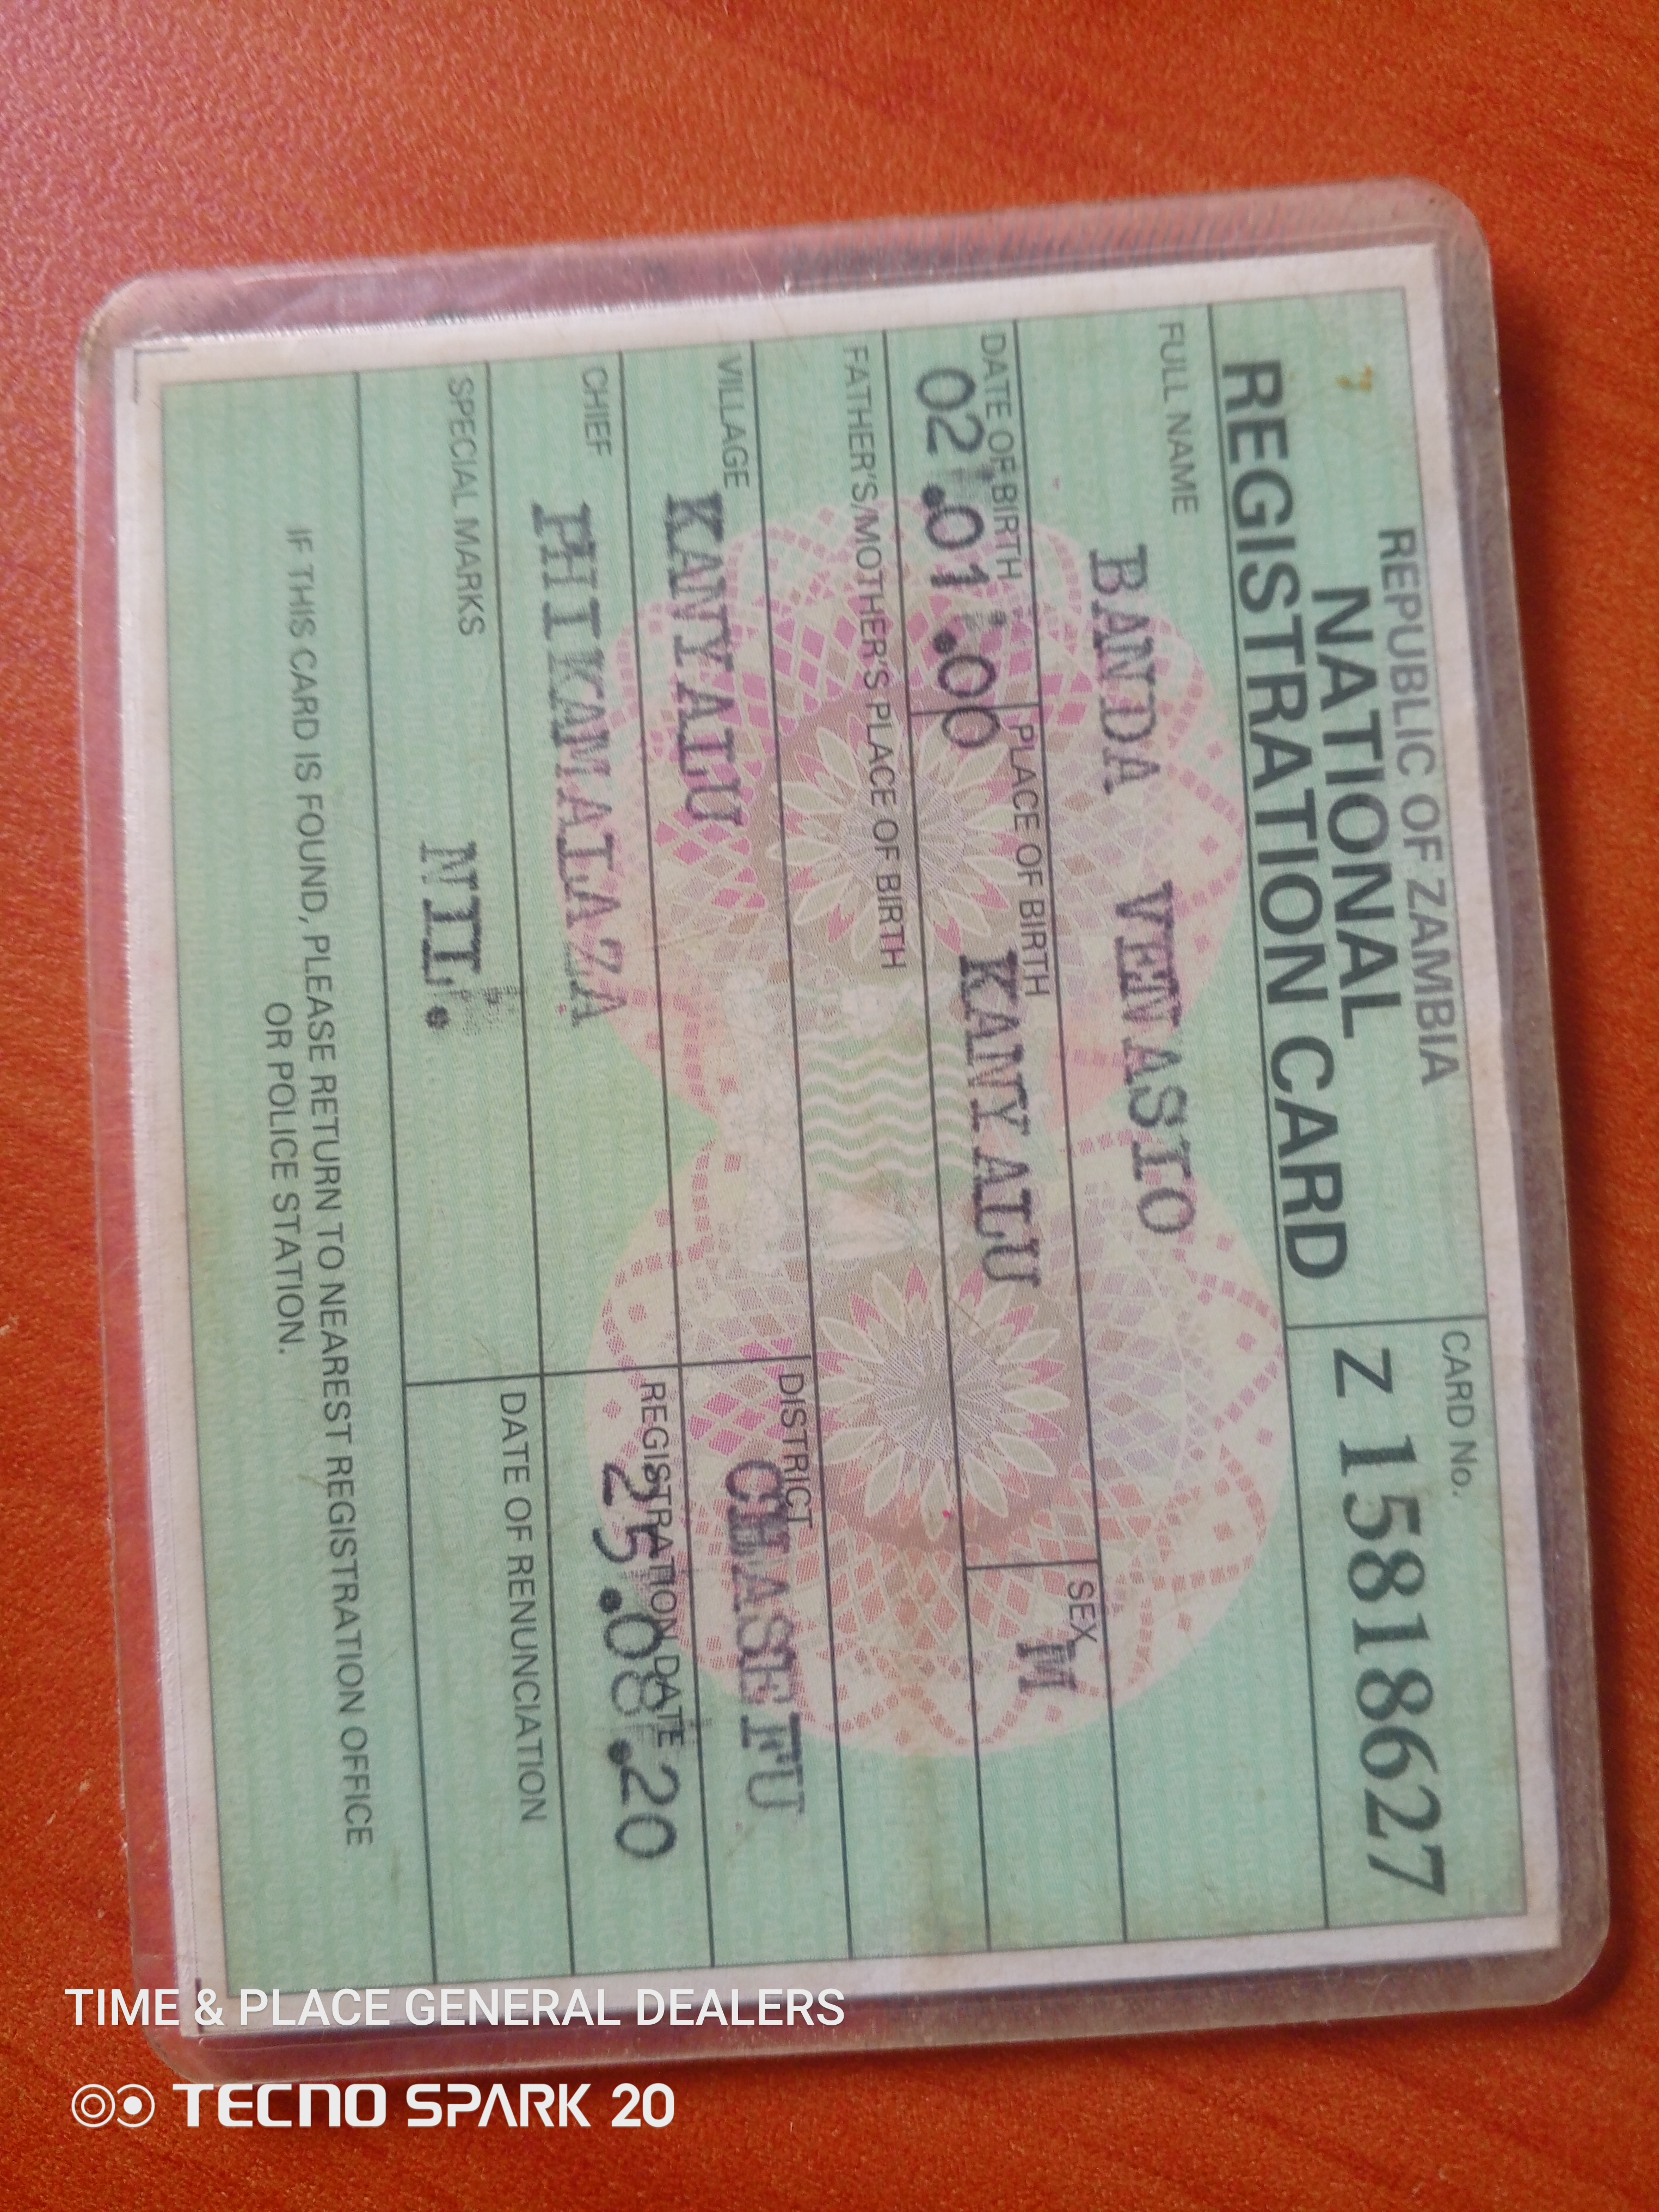 REPUBLIC OF ZAMBIA
NATIONAL
REGISTRATION CARD
CARD No.
Z 15818627
FULL NAME
BANDA VENASIO
DATE OF BIRTH
02.01.00
PLACE OF BIRTH
KANYALU
SEX
M
FATHER'S/MOTHER'S PLACE OF BIRTH
VILLAGE
KANYALU
DISTRICT
CHASEFU
CHIEF
PHIKAMALAZA
REGISTRATION DATE
25.08.20
SPECIAL MARKS
NIL.
DATE OF RENUNCIATION
IF THIS CARD IS FOUND, PLEASE RETURN TO NEAREST REGISTRATION OFFICE
OR POLICE STATION.
TIME & PLACE GENERAL DEALERS
TECNO SPARK 20